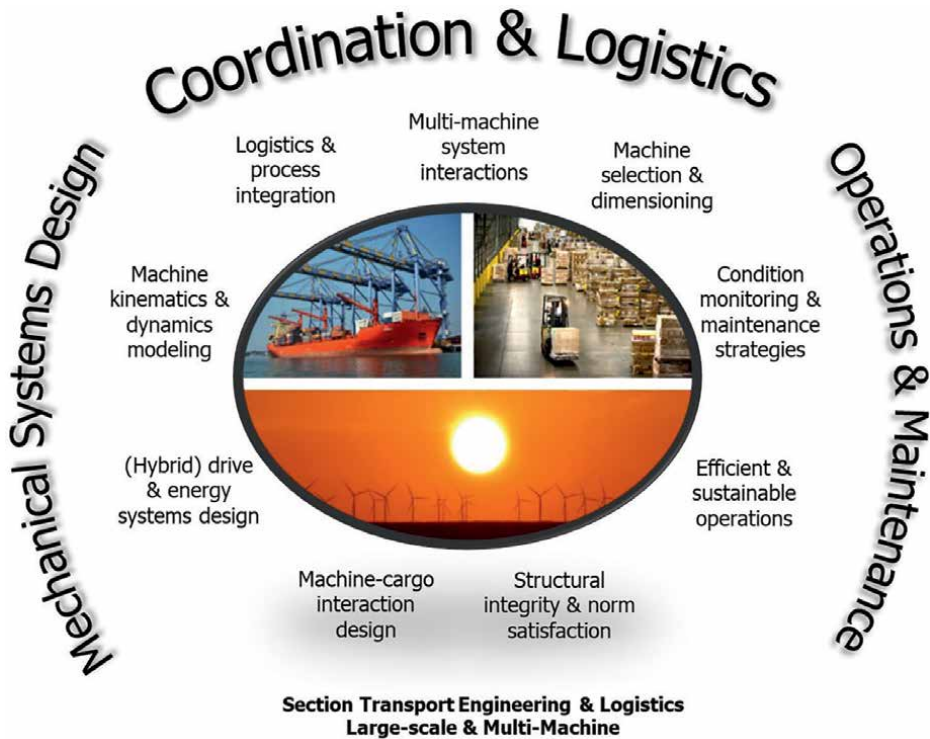 Coordination & Logistics
Mechanical Systems Design
Operations & Maintenance
Logistics &
process
integration
Multi-machine
system
interactions
Machine
selection &
dimensioning
Machine
kinematics &
dynamics
modeling
Condition
monitoring &
maintenance
strategies
(Hybrid) drive
& energy
systems design
Efficient &
sustainable
operations
Machine-cargo
interaction
design
Structural
integrity & norm
satisfaction
Section Transport Engineering & Logistics
Large-scale & Multi-Machine